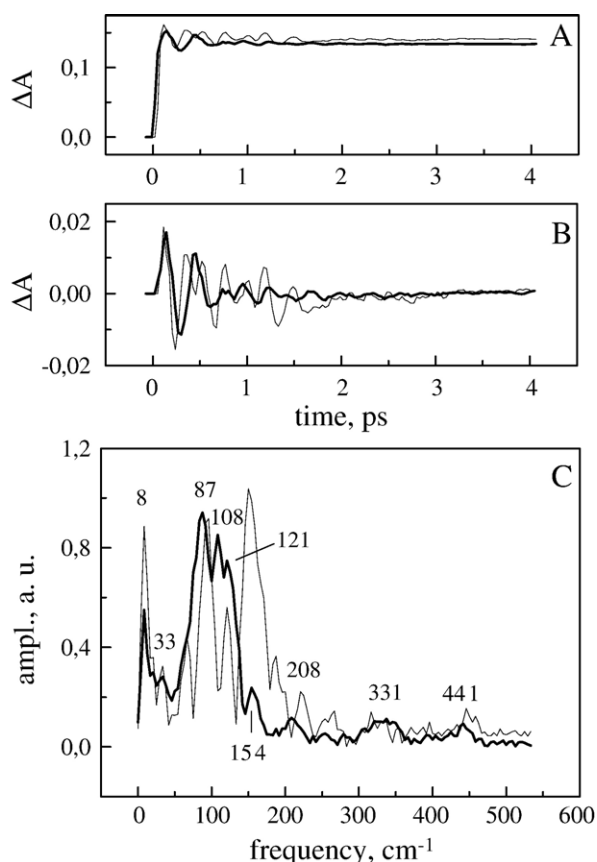 A
ΔA
0,1
0,0
0 1 2 3 4
B
ΔA
0,02
0,00
-0,02
0 1 2 3 4
time, ps
C
ampl., a. u.
1,2
0,8
0,4
0,0
8
33
87
108
121
154
208
331
441
0 100 200 300 400 500 600
frequency, cm⁻¹